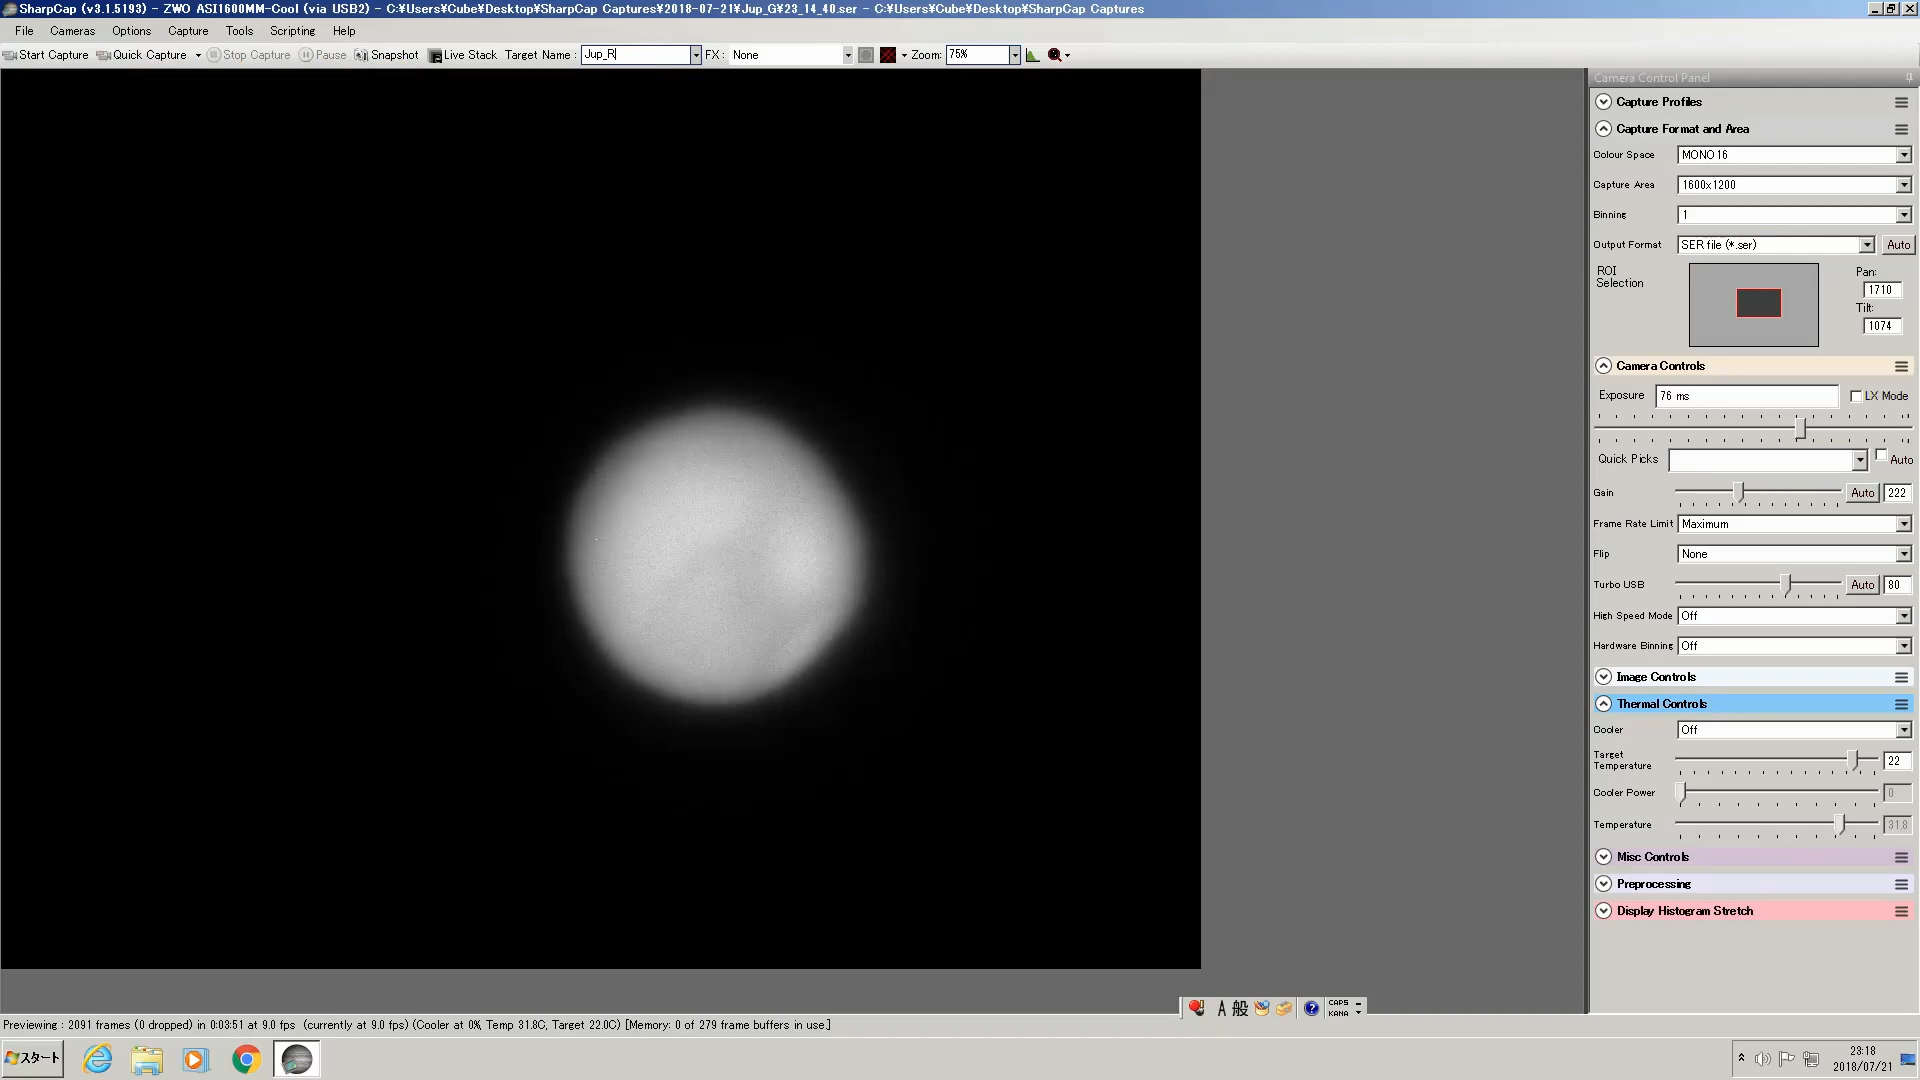 SharpCap (v3.1.5193) - ZWO ASI1600MM-Cool (via USB2) - C:¥Users¥Cube¥Desktop¥SharpCap Captures¥2018-07-21¥Jup_G¥23_14_40.ser - C:¥Users¥Cube¥Desktop¥SharpCap Captures
File Cameras Options Capture Tools Scripting Help
Start Capture Quick Capture Stop Capture Pause Snapshot Live Stack Target Name : Jup_R FX : None Zoom: 75%
Camera Control Panel
Capture Profiles
Capture Format and Area
Colour Space MONO16
Capture Area 1600x1200
Binning 1
Output Format SER file (*.ser) Auto
ROI Selection
Pan:
1710
Tilt:
1074
Camera Controls
Exposure 76 ms LX Mode
Quick Picks Auto
Gain Auto 222
Frame Rate Limit Maximum
Flip None
Turbo USB Auto 80
High Speed Mode Off
Hardware Binning Off
Image Controls
Thermal Controls
Cooler Off
Target Temperature 22
Cooler Power 0
Temperature 31.8
Misc Controls
Preprocessing
Display Histogram Stretch
A 般 CAPS KANA
Previewing : 2091 frames (0 dropped) in 0:03:51 at 9.0 fps (currently at 9.0 fps) (Cooler at 0%, Temp 31.8C, Target 22.0C) [Memory: 0 of 279 frame buffers in use.]
スタート
23:18
2018/07/21